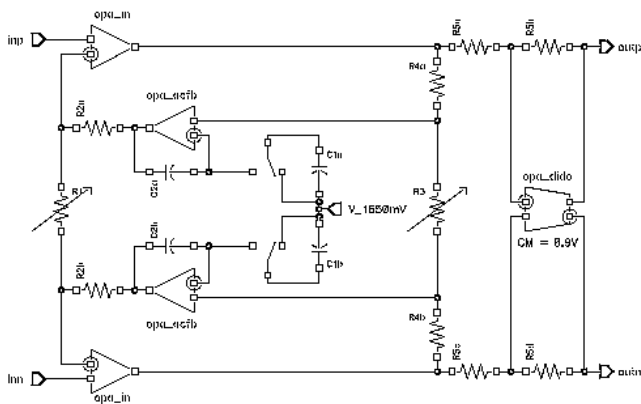 opa_in
inp
R5a
R5b
outp
R4a
opa_acfb
R2a
C2a
C1a
opa_dido
R1
V_1650mV
R3
C2b
C1b
CM = 0.9V
R2b
opa_acfb
R4b
R5c
R5d
inn
outn
opa_in